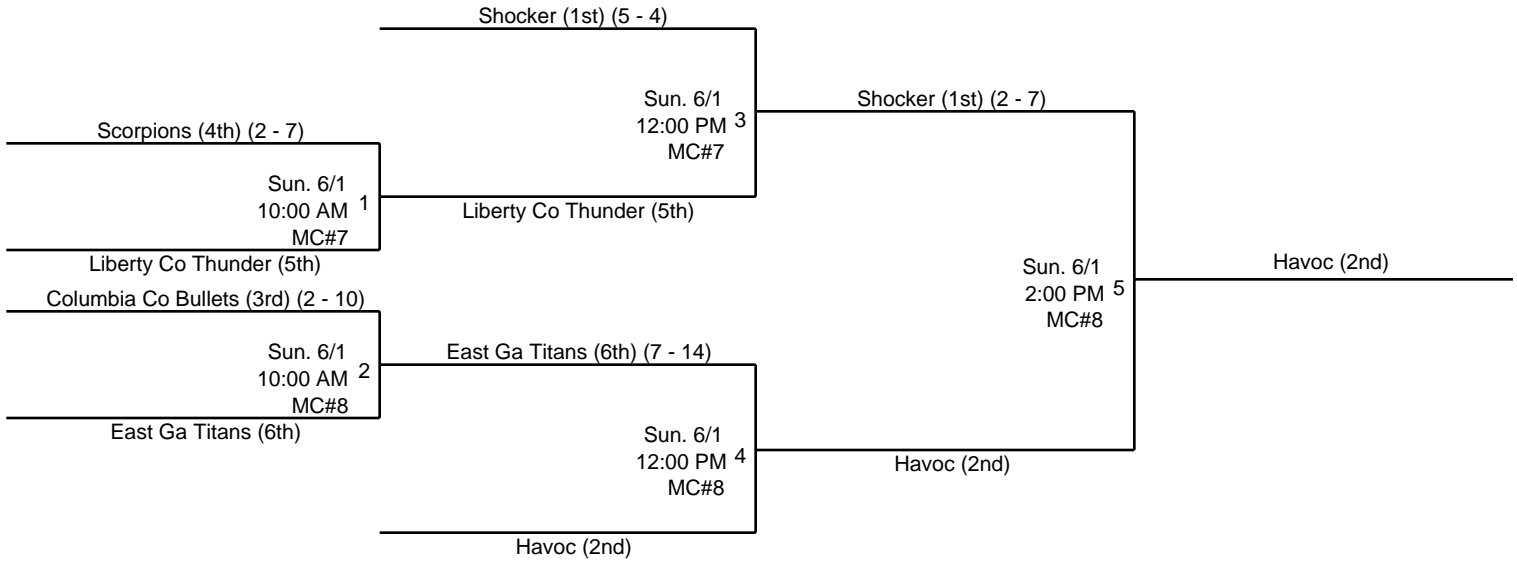 Shocker (1st) (5 - 4)
Sun. 6/1
12:00 PM 3
MC#7
Shocker (1st) (2 - 7)
Scorpions (4th) (2 - 7)
Sun. 6/1
10:00 AM 1
MC#7
Liberty Co Thunder (5th)
Liberty Co Thunder (5th)
Columbia Co Bullets (3rd) (2 - 10)
Sun. 6/1
2:00 PM 5
MC#8
Havoc (2nd)
Sun. 6/1
10:00 AM 2
MC#8
East Ga Titans (6th) (7 - 14)
East Ga Titans (6th)
Sun. 6/1
12:00 PM 4
MC#8
Havoc (2nd)
Havoc (2nd)